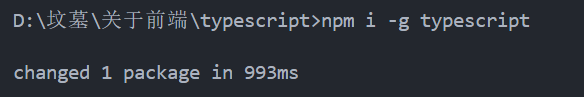 D:\坟墓\关于前端\typescript>npm i -g typescript
changed 1 package in 993ms